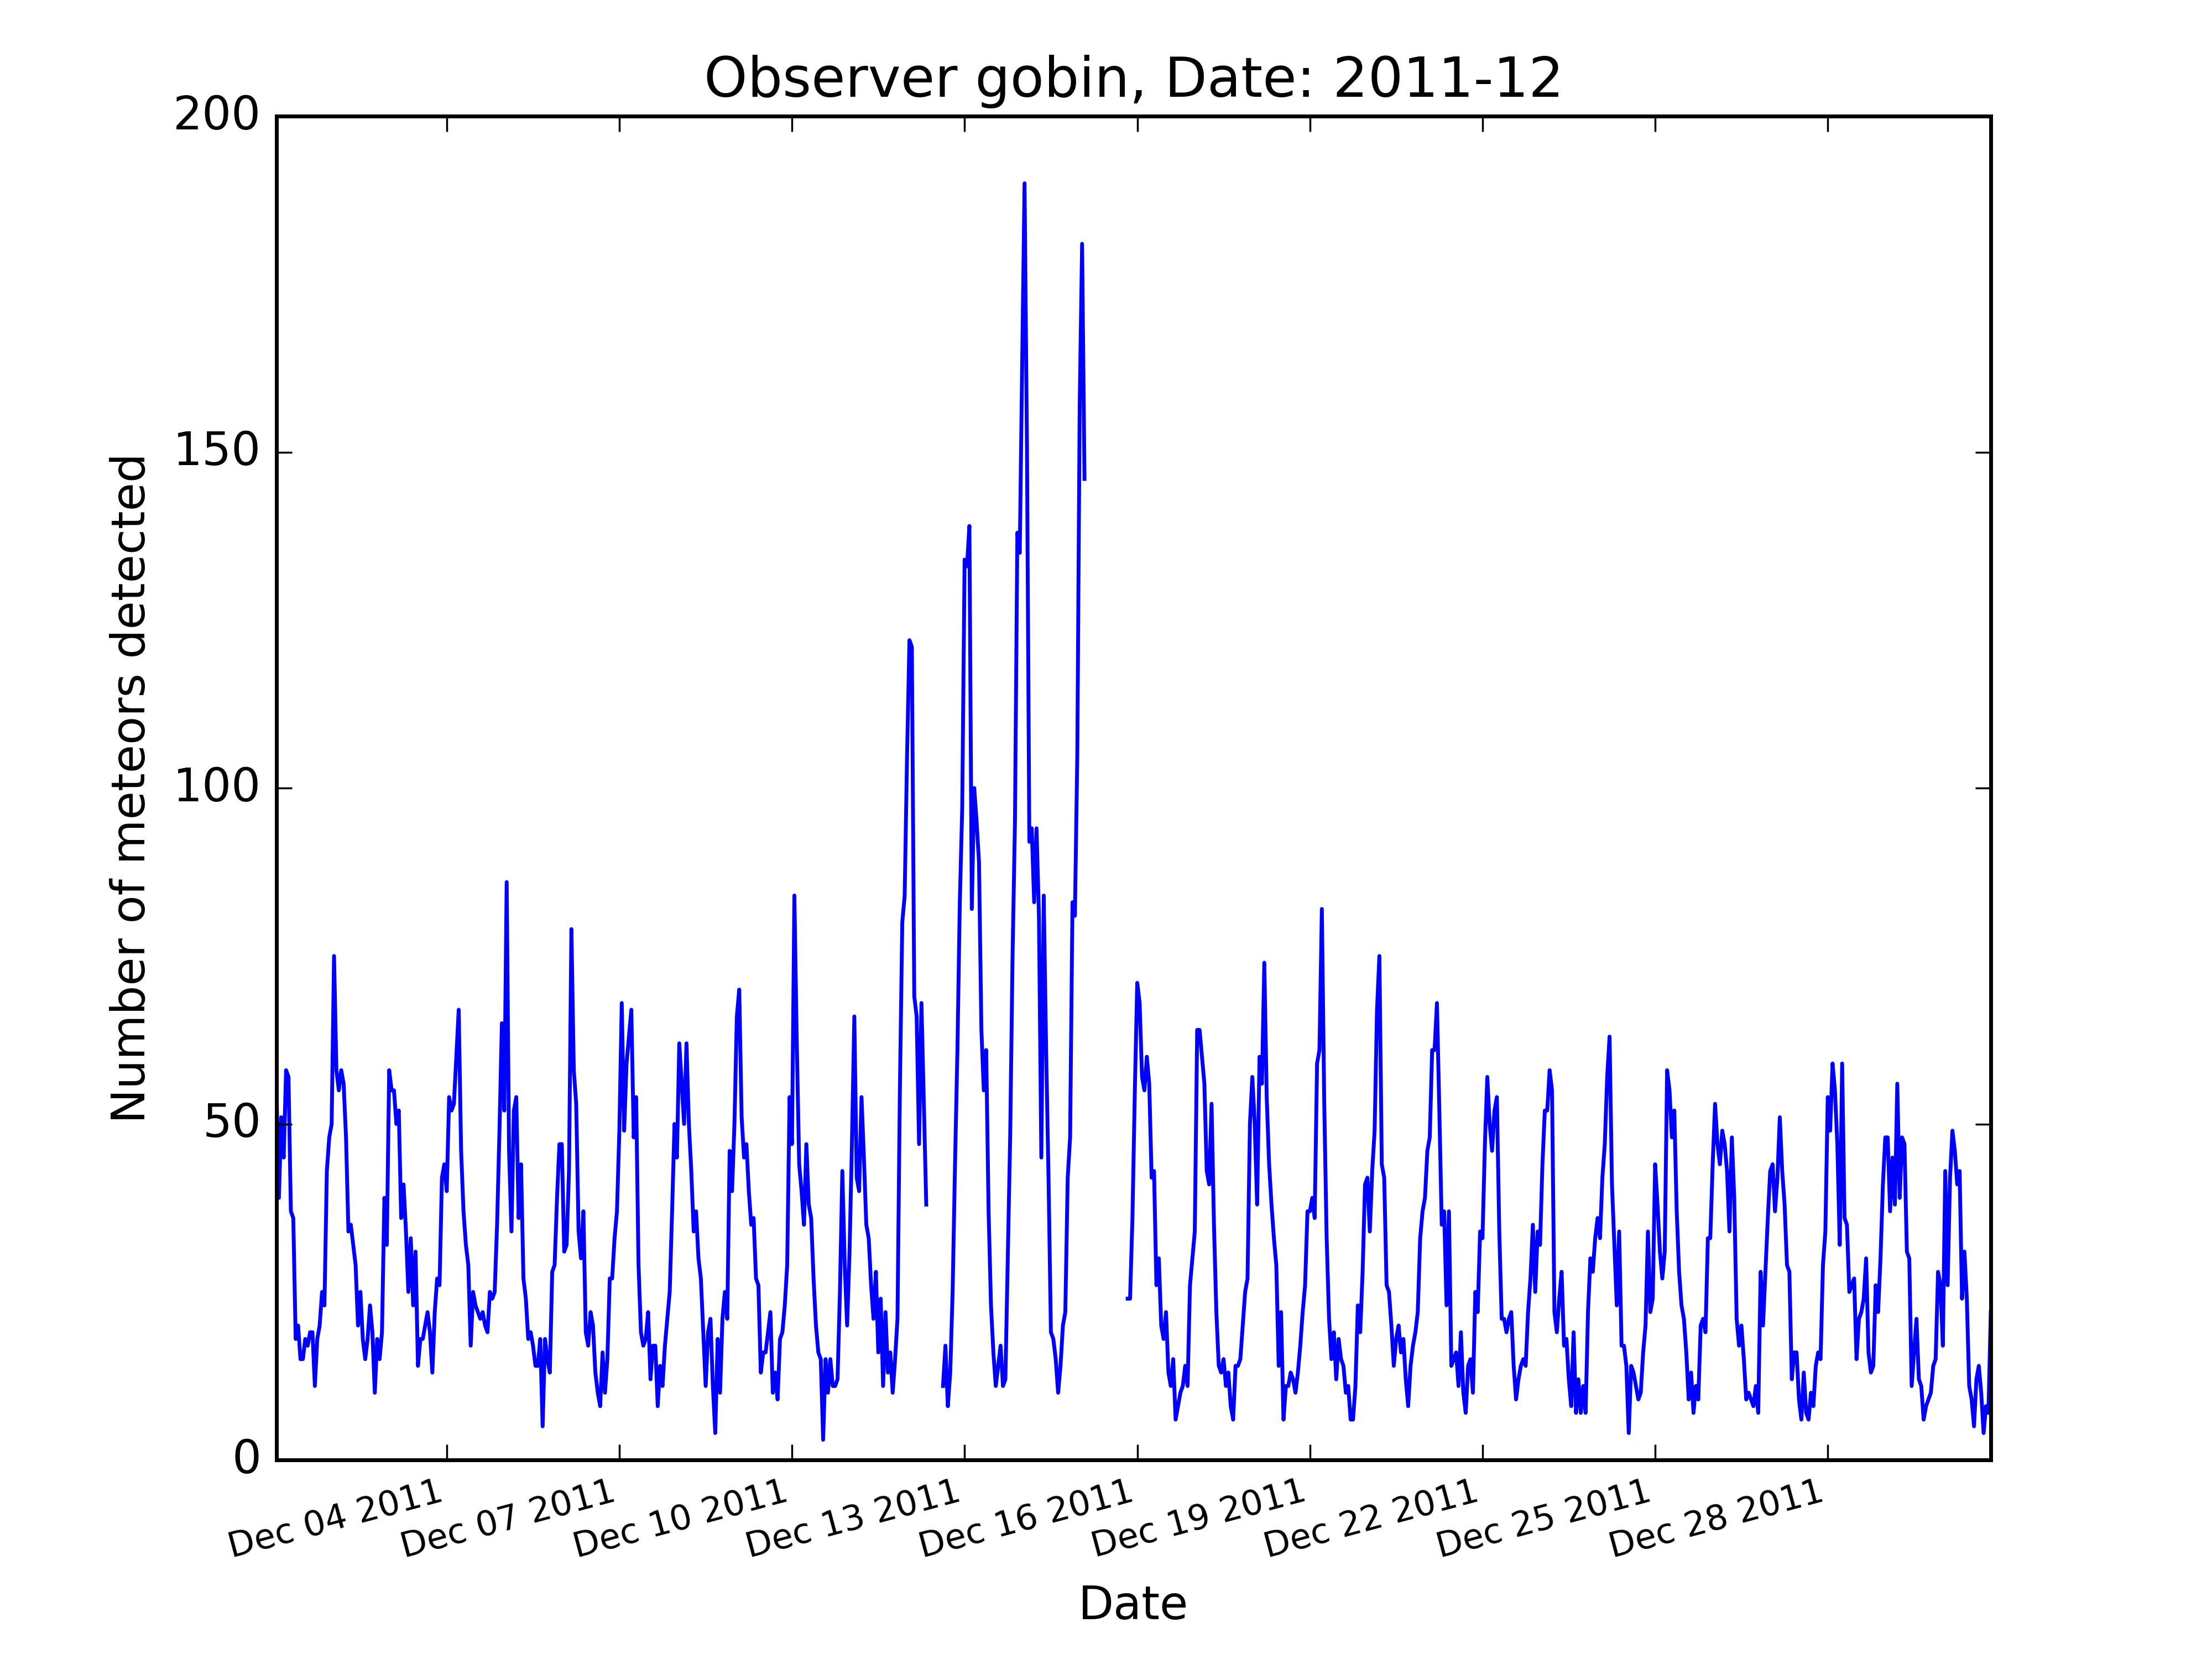 Observer gobin, Date: 2011-12
200
150
100
50
0
Number of meteors detected
Dec 04 2011
Dec 07 2011
Dec 10 2011
Dec 13 2011
Dec 16 2011
Dec 19 2011
Dec 22 2011
Dec 25 2011
Dec 28 2011
Date